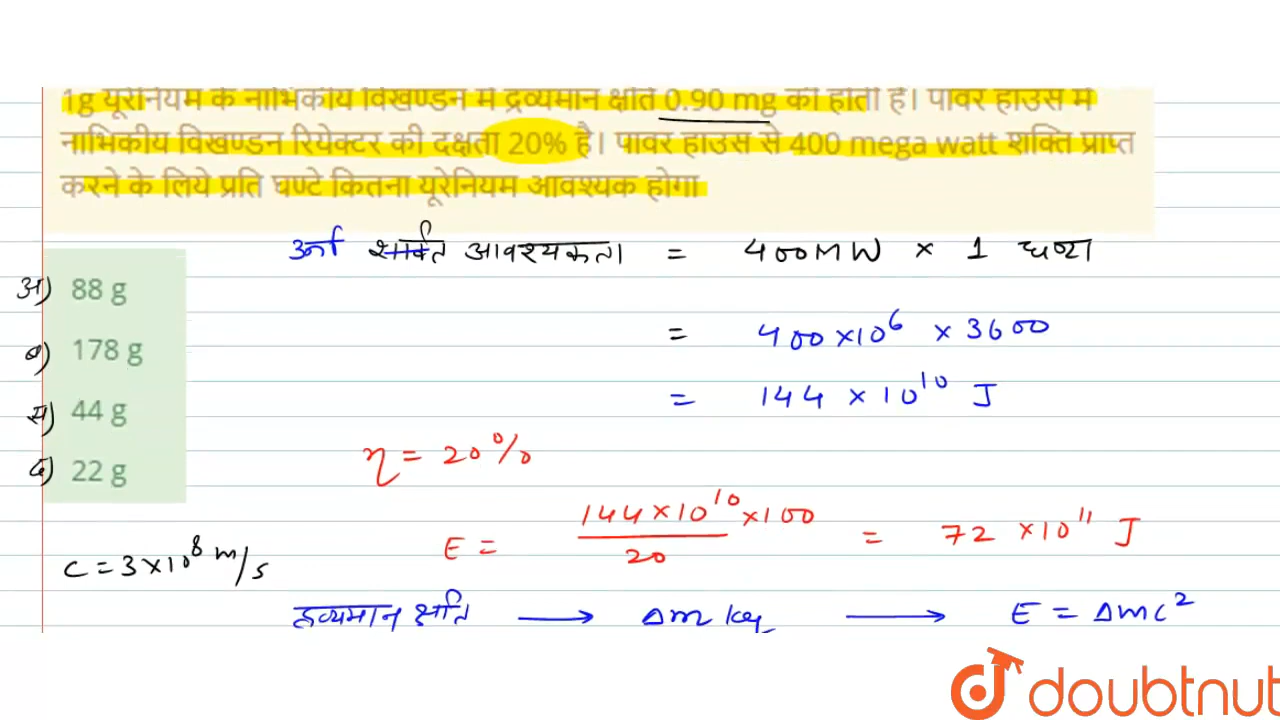 1g यूरेनियम के नाभिकीय विखण्डन में द्रव्यमान क्षति 0.90 mg की होती है। पावर हाउस में
नाभिकीय विखण्डन रियेक्टर की दक्षता 20% है। पावर हाउस से 400 mega watt शक्ति प्राप्त
करने के लिये प्रति घण्टे कितना यूरेनियम आवश्यक होगा
ऊर्जा शक्ति आवश्यकता = 400MW × 1 घण्टा
अ) 88 g
= 400×10⁶ × 3600
ब) 178 g
= 144 × 10¹⁰ J
स) 44 g
η = 20%
द) 22 g
E = 144×10¹⁰×100 / 20 = 72 ×10¹¹ J
C = 3×10⁸ m/s
द्रव्यमान क्षति → Δm kg → E = Δmc²
doubtnut